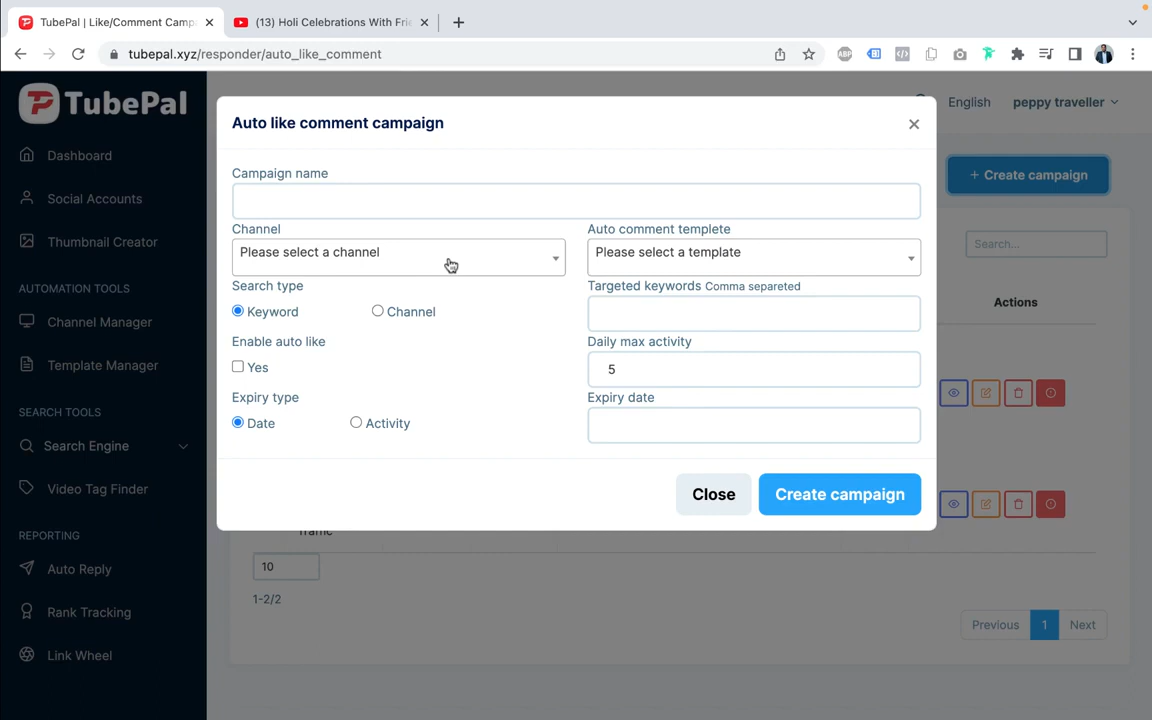 TubePal | Like/Comment Campa
(13) Holi Celebrations With Frie
tubepal.xyz/responder/auto_like_comment
ABP
TubePal
English
peppy traveller
Dashboard
Social Accounts
Thumbnail Creator
AUTOMATION TOOLS
Channel Manager
Template Manager
SEARCH TOOLS
Search Engine
Video Tag Finder
REPORTING
Auto Reply
Rank Tracking
Link Wheel
+ Create campaign
Search...
Actions
Auto like comment campaign
Campaign name
Channel
Auto comment templete
Please select a channel
Please select a template
Search type
Targeted keywords Comma separeted
Keyword
Channel
Enable auto like
Daily max activity
Yes
5
Expiry type
Expiry date
Date
Activity
Close
Create campaign
Traffic
10
1-2/2
Previous
1
Next